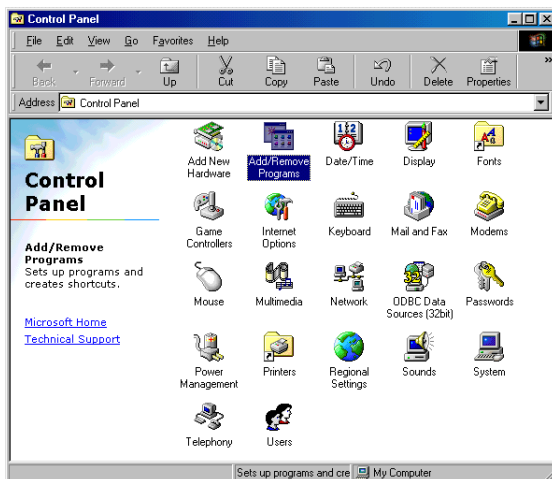 Control Panel
File Edit View Go Favorites Help
Back Forward Up Cut Copy Paste Undo Delete Properties »
Address Control Panel
Control
Panel
Add/Remove
Programs
Sets up programs and
creates shortcuts.
Microsoft Home
Technical Support
Add New
Hardware
Add/Remove
Programs
Date/Time
Display
Fonts
Game
Controllers
Internet
Options
Keyboard
Mail and Fax
Modems
Mouse
Multimedia
Network
ODBC Data
Sources (32bit)
Passwords
Power
Management
Printers
Regional
Settings
Sounds
System
Telephony
Users
Sets up programs and cre
My Computer